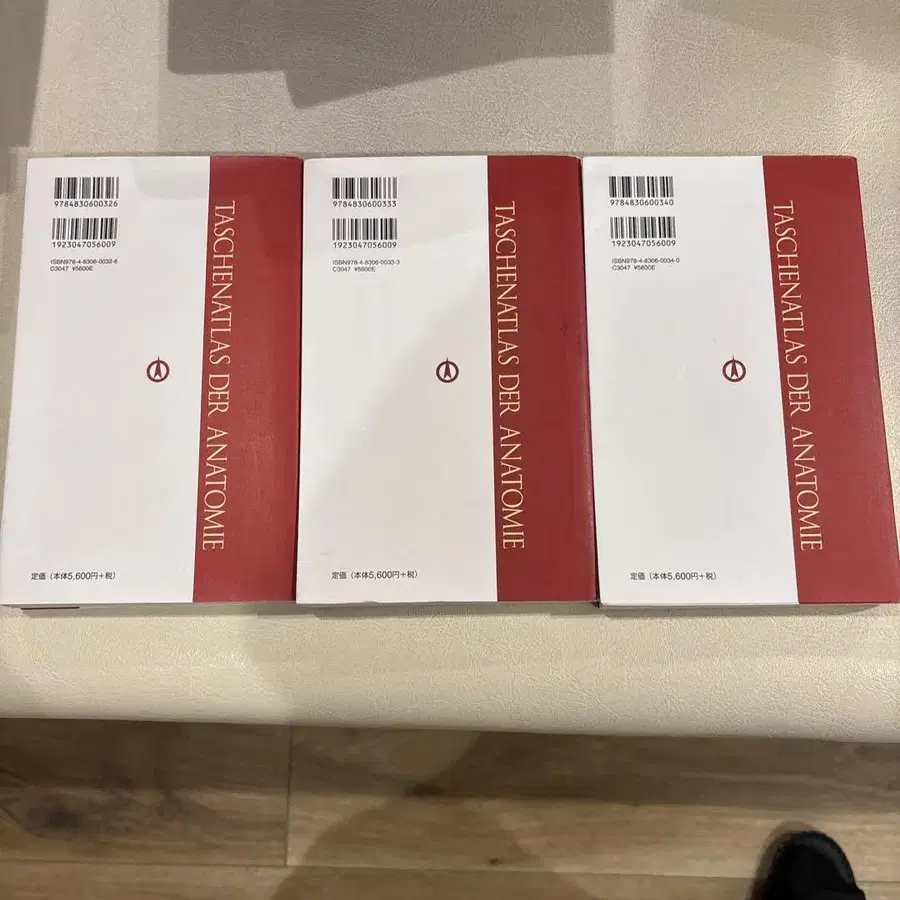 9784830600326
1923047056009
ISBN978-4-8306-0032-6
C3047 ¥5600E
TASCHENATLAS DER ANATOMIE
定価（本体5,600円+税）
9784830600333
1923047056009
ISBN978-4-8306-0033-3
C3047 ¥5600E
TASCHENATLAS DER ANATOMIE
定価（本体5,600円+税）
9784830600340
1923047056009
ISBN978-4-8306-0034-0
C3047 ¥5600E
TASCHENATLAS DER ANATOMIE
定価（本体5,600円+税）